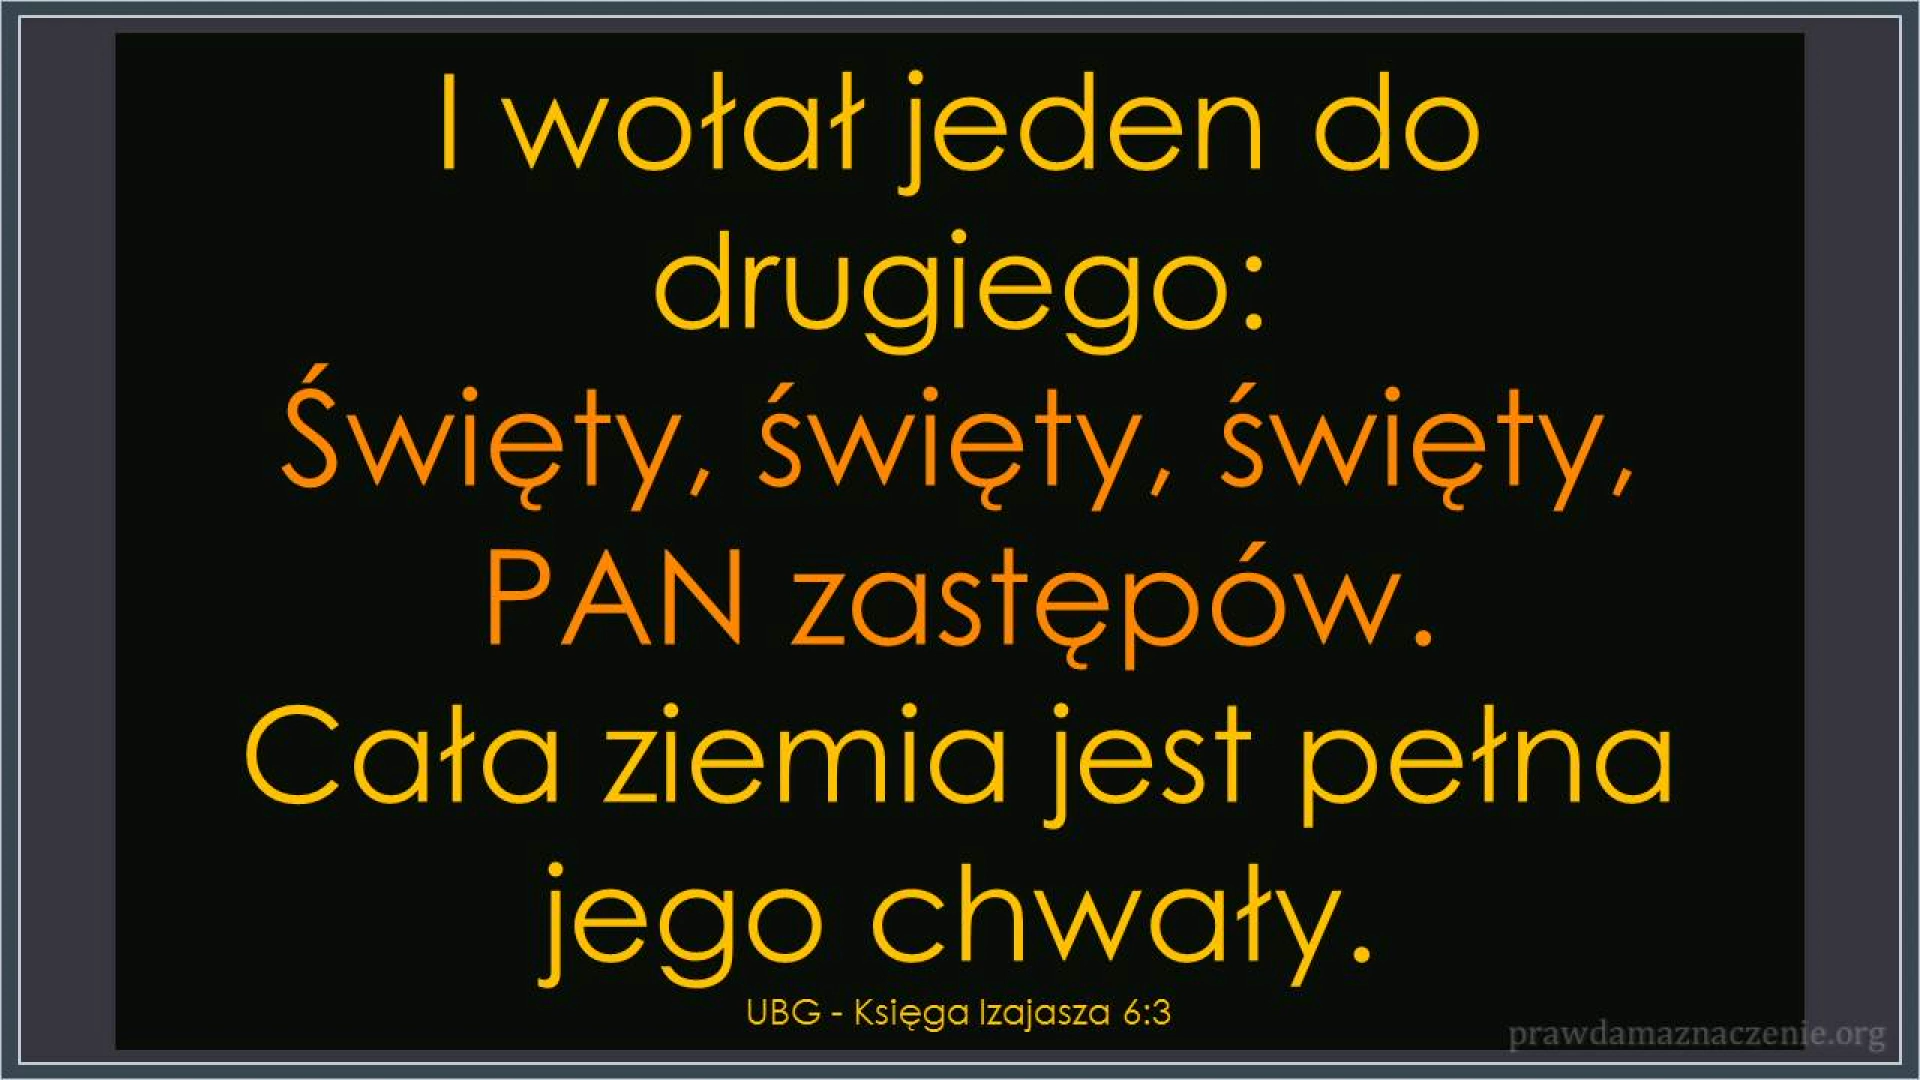 I wołał jeden do
drugiego:
Święty, święty, święty,
PAN zastępów.
Cała ziemia jest pełna
jego chwały.
UBG - Księga Izajasza 6:3
prawdamaznaczenie.org